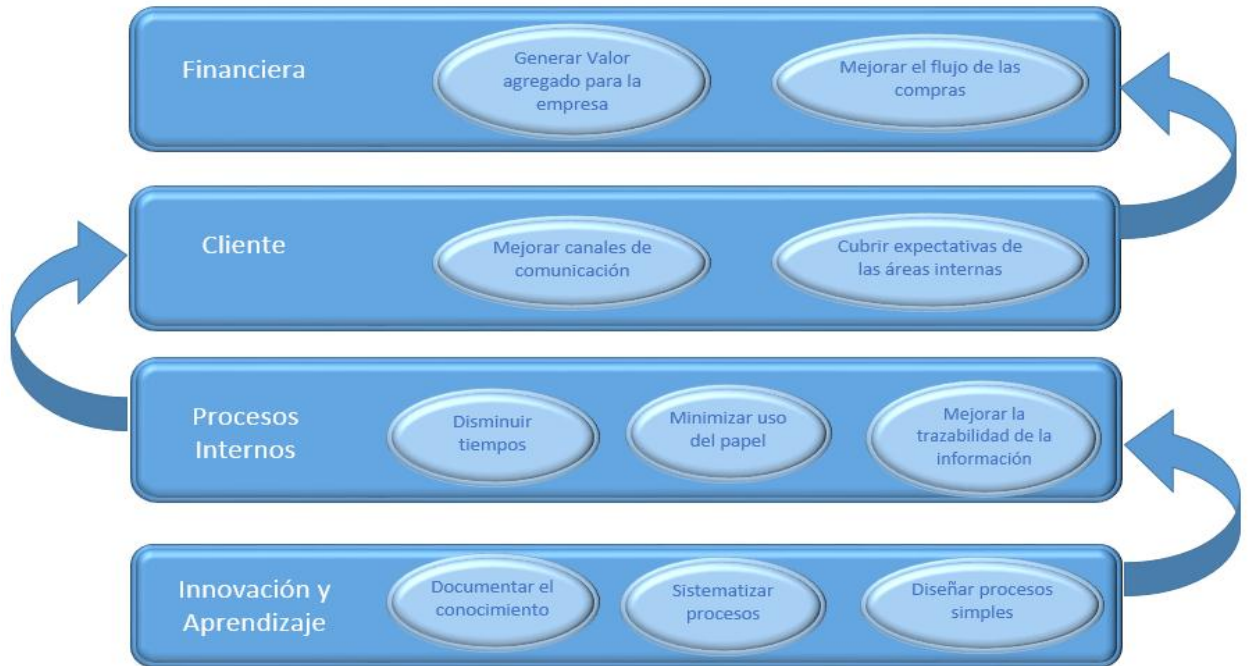 Financiera
Generar Valor
agregado para la
empresa
Mejorar el flujo de las
compras
Cliente
Mejorar canales de
comunicación
Cubrir expectativas de
las áreas internas
Procesos
Internos
Disminuir
tiempos
Minimizar uso
del papel
Mejorar la
trazabilidad de la
información
Innovación y
Aprendizaje
Documentar el
conocimiento
Sistematizar
procesos
Diseñar procesos
simples